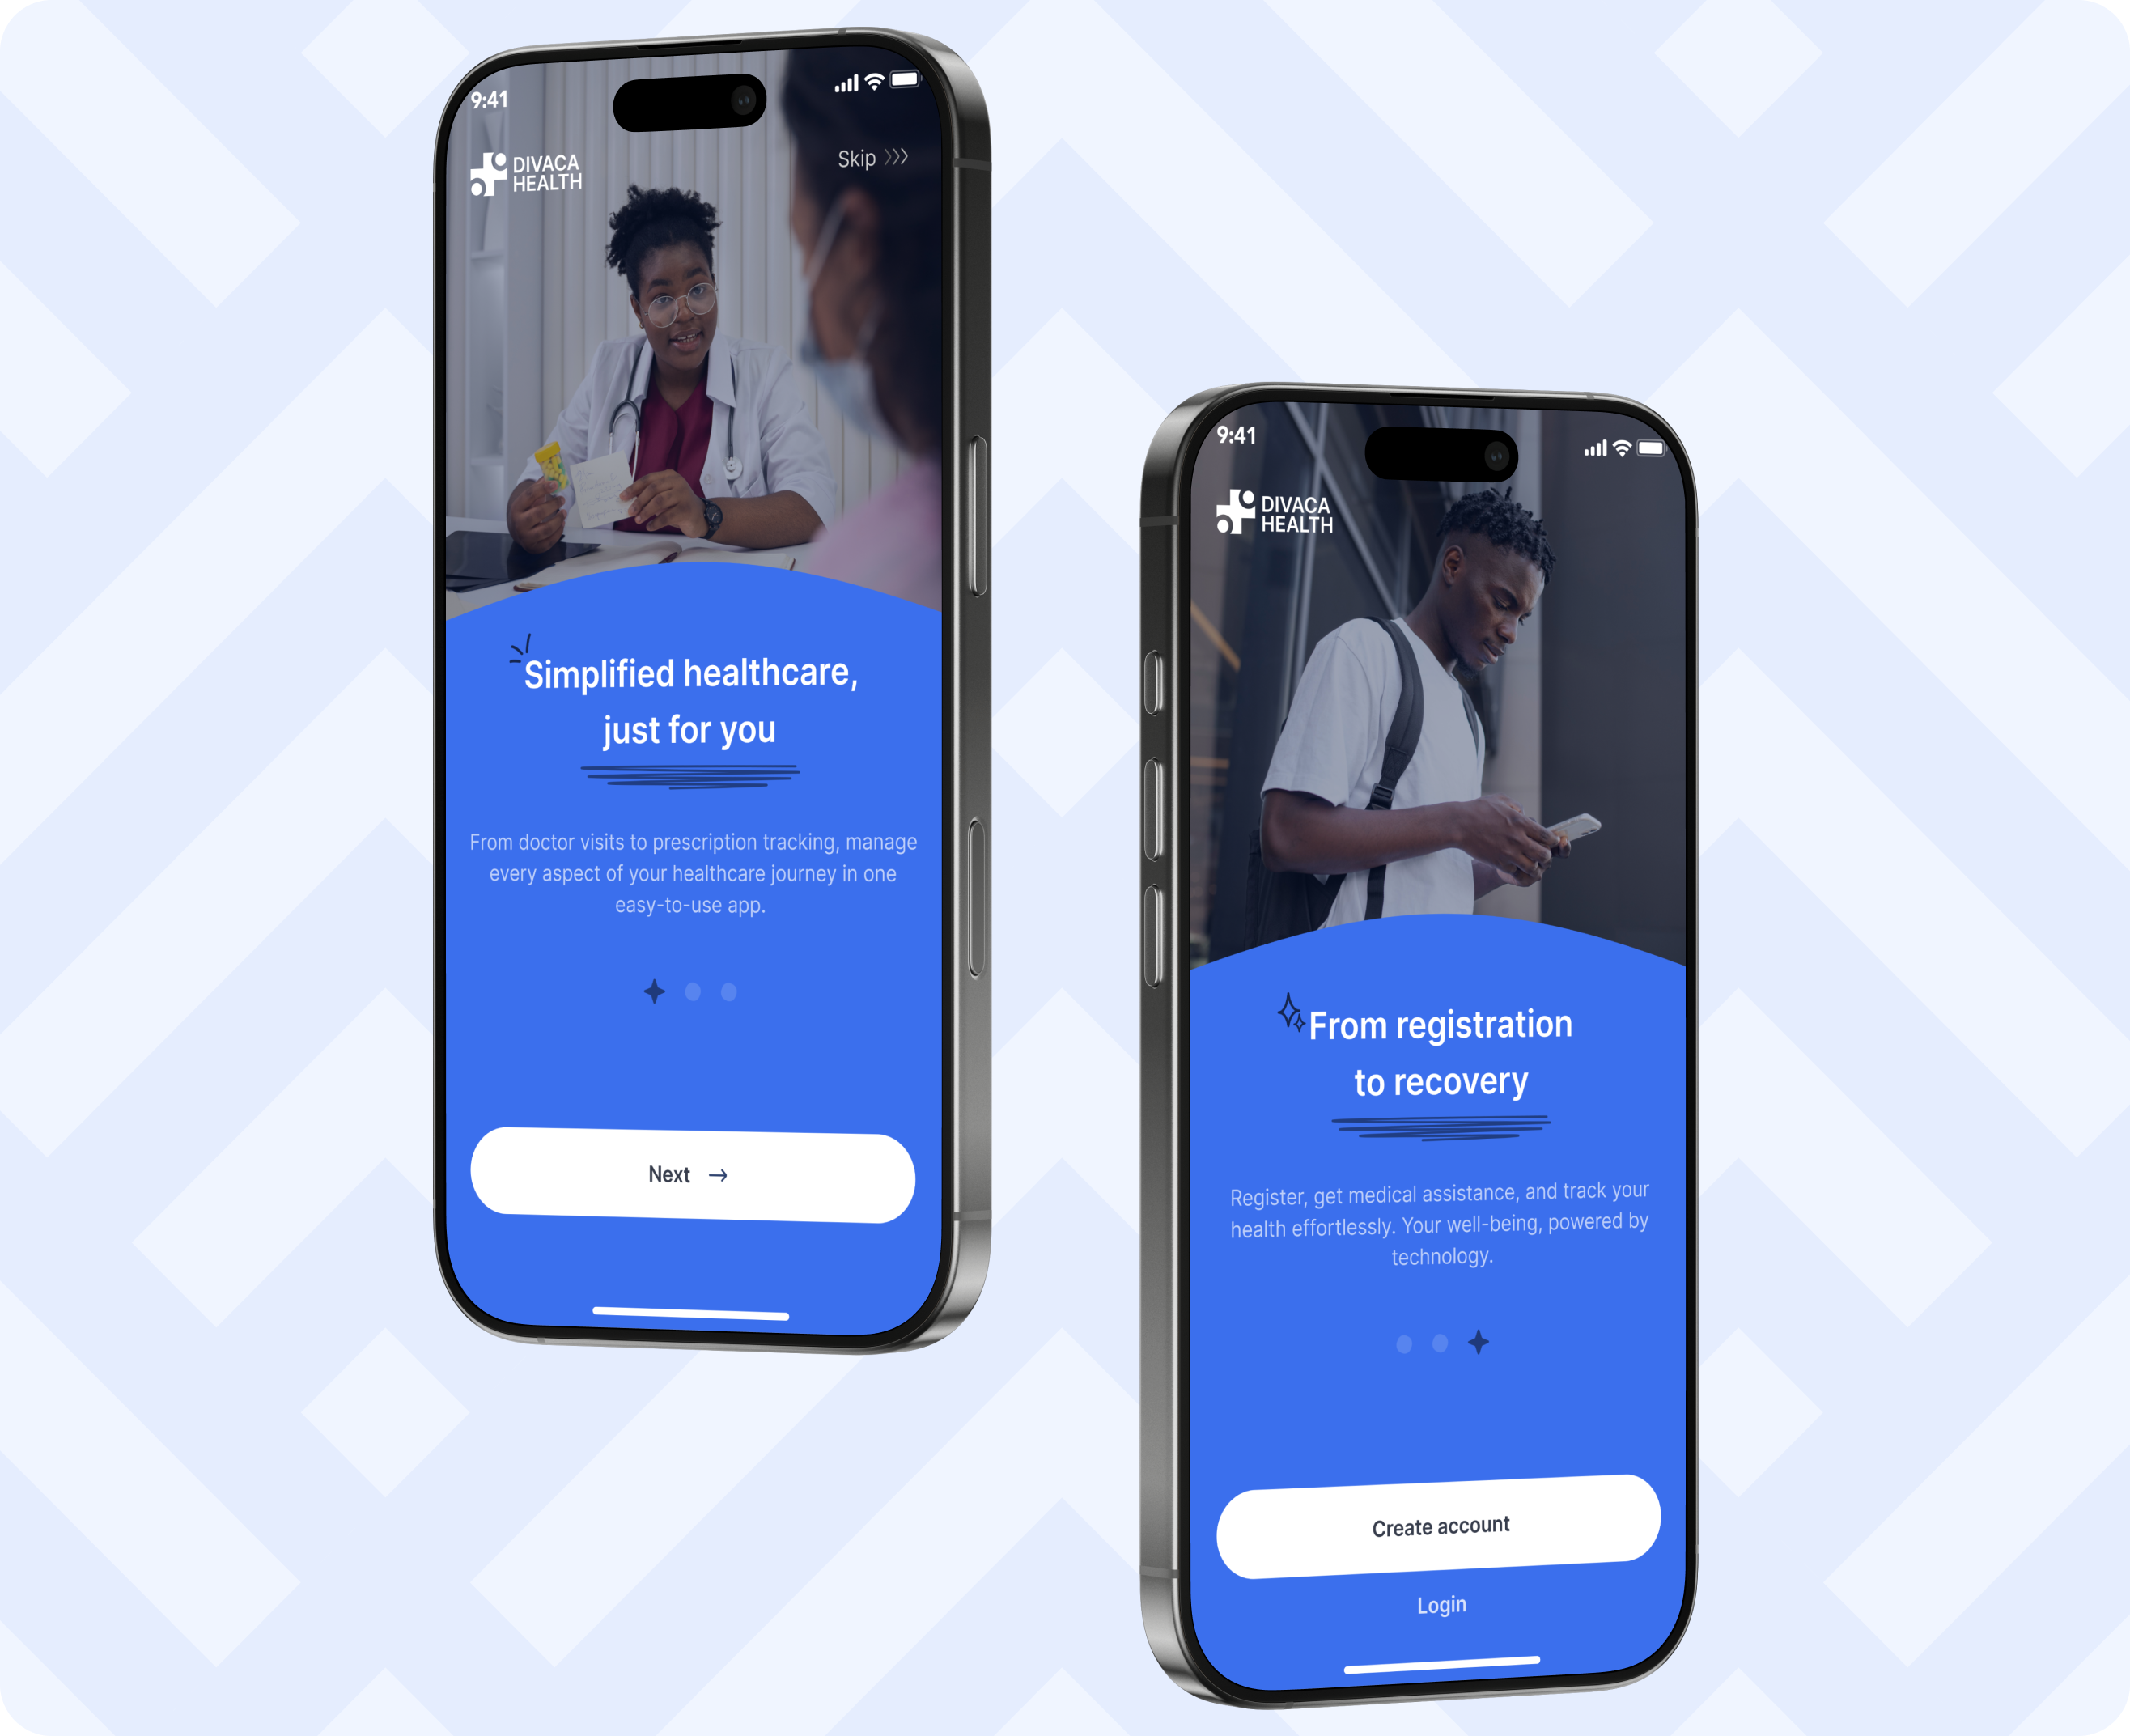 9:41
DIVACA
HEALTH
Skip
Simplified healthcare,
just for you
From doctor visits to prescription tracking, manage
every aspect of your healthcare journey in one
easy-to-use app.
Next →
9:41
DIVACA
HEALTH
From registration
to recovery
Register, get medical assistance, and track your
health effortlessly. Your well-being, powered by
technology.
Create account
Login